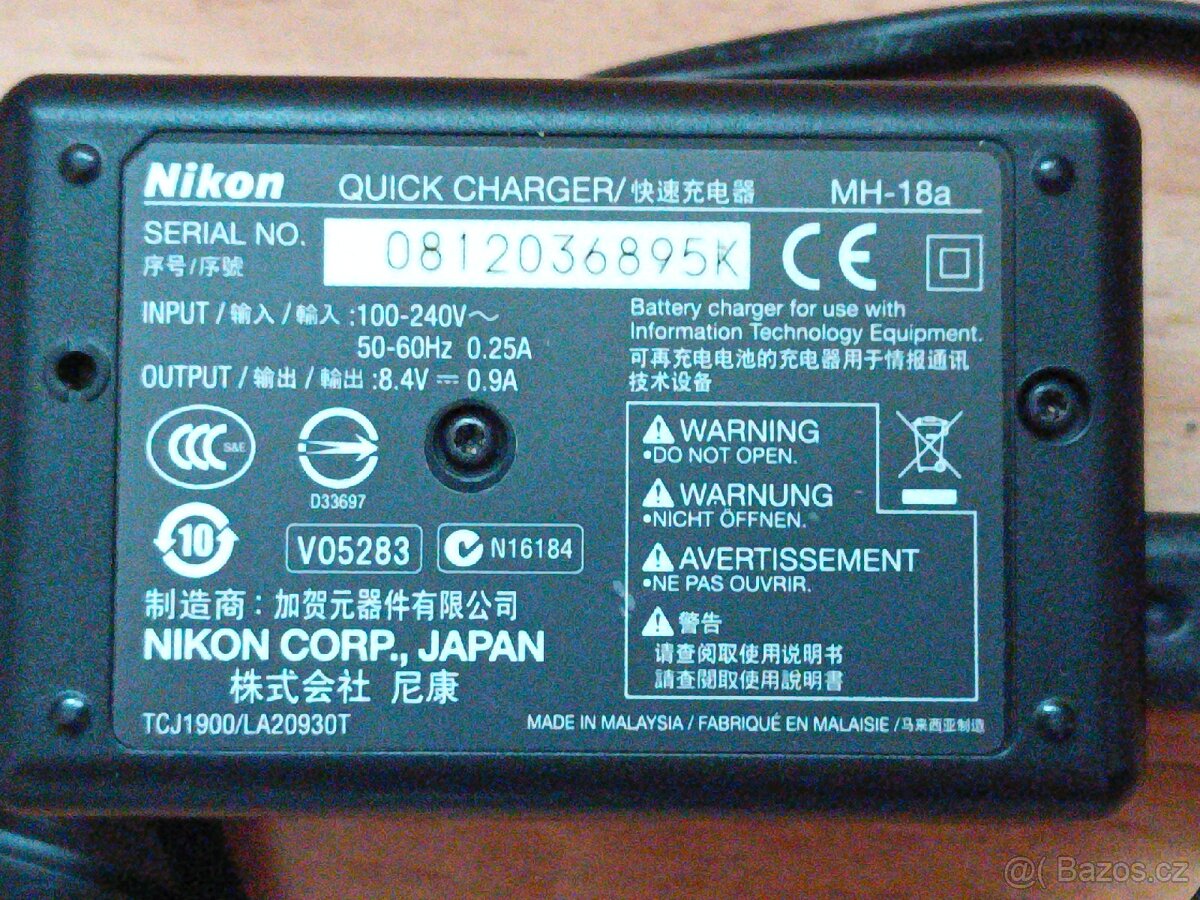 Nikon QUICK CHARGER/快速充电器 MH-18a
SERIAL NO. 0812036895K
序号/序號
CE
INPUT / 输入 / 輸入 :100-240V～
50-60Hz 0.25A
OUTPUT / 输出 / 輸出 :8.4V ⎓ 0.9A
Battery charger for use with
Information Technology Equipment.
可再充电电池的充电器用于情报通讯
技术设备
CCC S&E
D33697
10
V05283
N16184
WARNING
•DO NOT OPEN.
WARNUNG
•NICHT ÖFFNEN.
AVERTISSEMENT
•NE PAS OUVRIR.
警告
请查阅取使用说明书
請查閱取使用說明書
制造商：加贺元器件有限公司
NIKON CORP., JAPAN
株式会社 尼康
TCJ1900/LA20930T
MADE IN MALAYSIA / FABRIQUÉ EN MALAISIE /马来西亚制造
@( Bazos.cz